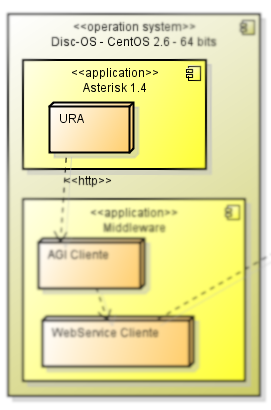 <<operation system>>
Disc-OS - CentOS 2.6 - 64 bits
<<application>>
Asterisk 1.4
URA
<<http>>
<<application>>
Middleware
AGI Cliente
WebService Cliente